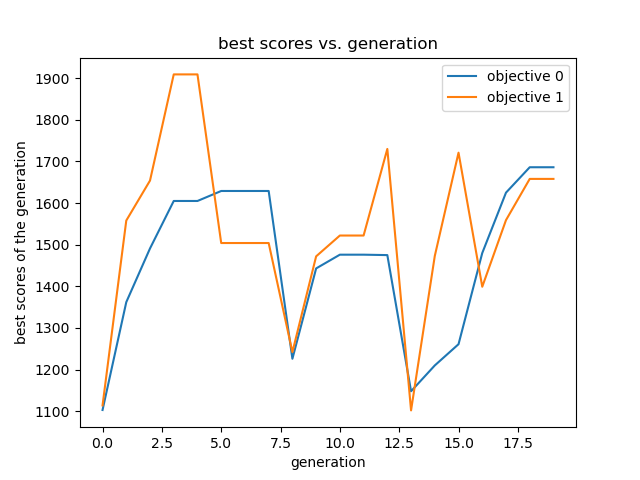 best scores vs. generation
objective 0
objective 1
best scores of the generation
1900
1800
1700
1600
1500
1400
1300
1200
1100
0.0 2.5 5.0 7.5 10.0 12.5 15.0 17.5
generation